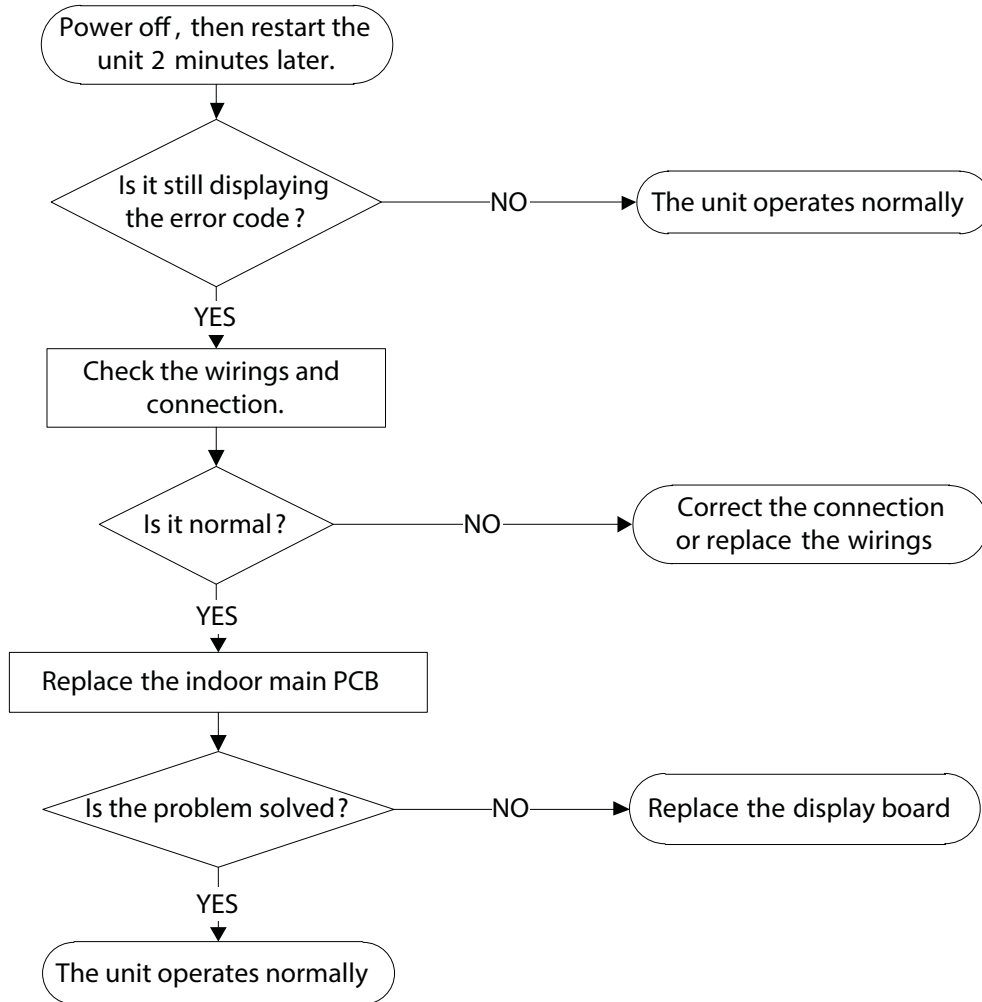 Power off, then restart the
unit 2 minutes later.
Is it still displaying
the error code?
NO
The unit operates normally
YES
Check the wirings and
connection.
Is it normal?
NO
Correct the connection
or replace the wirings
YES
Replace the indoor main PCB
Is the problem solved?
NO
Replace the display board
YES
The unit operates normally